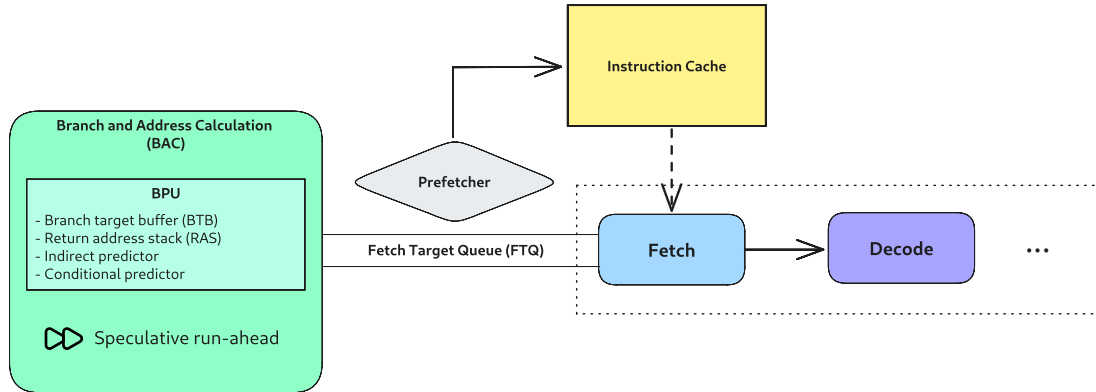 Instruction Cache
Branch and Address Calculation
(BAC)
Prefetcher
BPU
- Branch target buffer (BTB)
- Return address stack (RAS)
- Indirect predictor
- Conditional predictor
Fetch Target Queue (FTQ)
Fetch
Decode
...
Speculative run-ahead